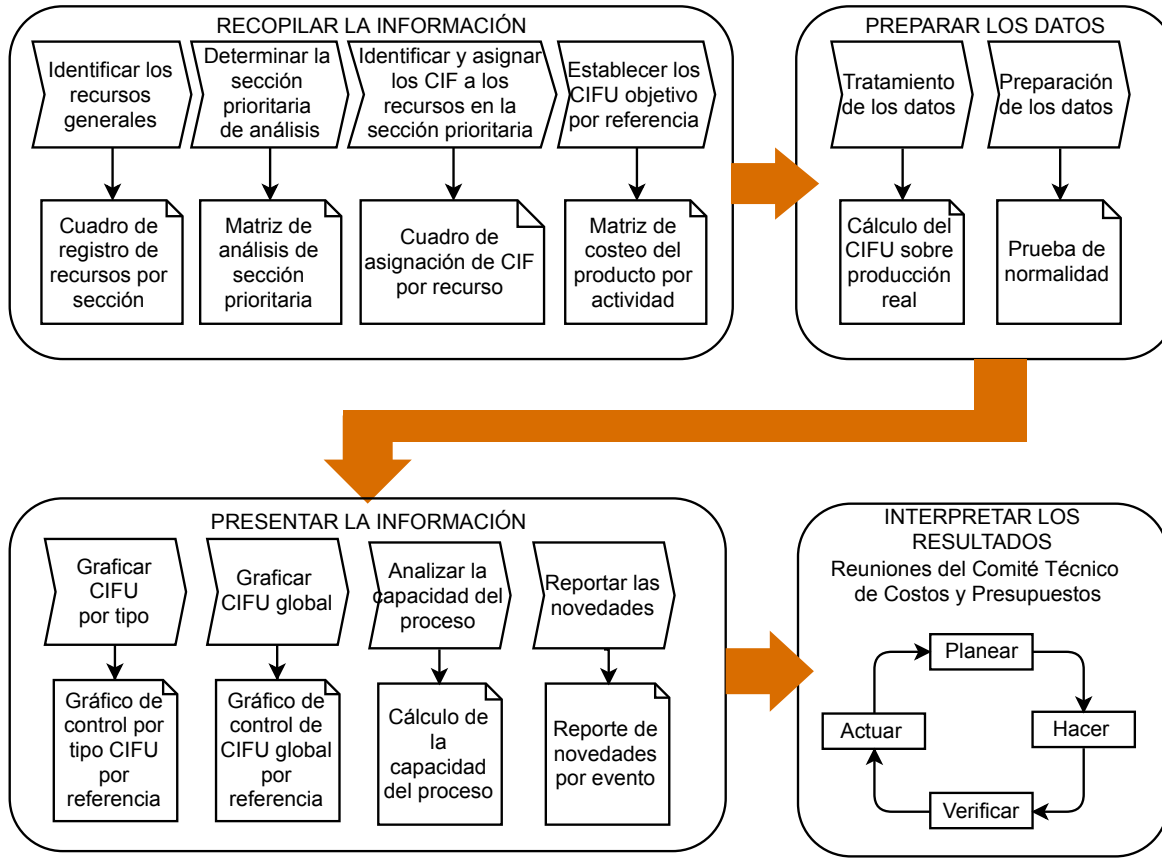 RECOPILAR LA INFORMACIÓN
Identificar los
recursos
generales
Determinar la
sección
prioritaria
de análisis
Identificar y asignar
los CIF a los
recursos en la
sección prioritaria
Establecer los
CIFU objetivo
por referencia
Cuadro de
registro de
recursos por
sección
Matriz de
análisis de
sección
prioritaria
Cuadro de
asignación de CIF
por recurso
Matriz de
costeo del
producto por
actividad
PREPARAR LOS DATOS
Tratamiento
de los datos
Preparación
de los datos
Cálculo del
CIFU sobre
producción
real
Prueba de
normalidad
PRESENTAR LA INFORMACIÓN
Graficar
CIFU
por tipo
Graficar
CIFU global
Analizar la
capacidad del
proceso
Reportar las
novedades
Gráfico de
control por
tipo CIFU
por
referencia
Gráfico de
control de
CIFU global
por
referencia
Cálculo de
la
capacidad
del proceso
Reporte de
novedades
por evento
INTERPRETAR LOS
RESULTADOS
Reuniones del Comité Técnico
de Costos y Presupuestos
Planear
Actuar
Hacer
Verificar